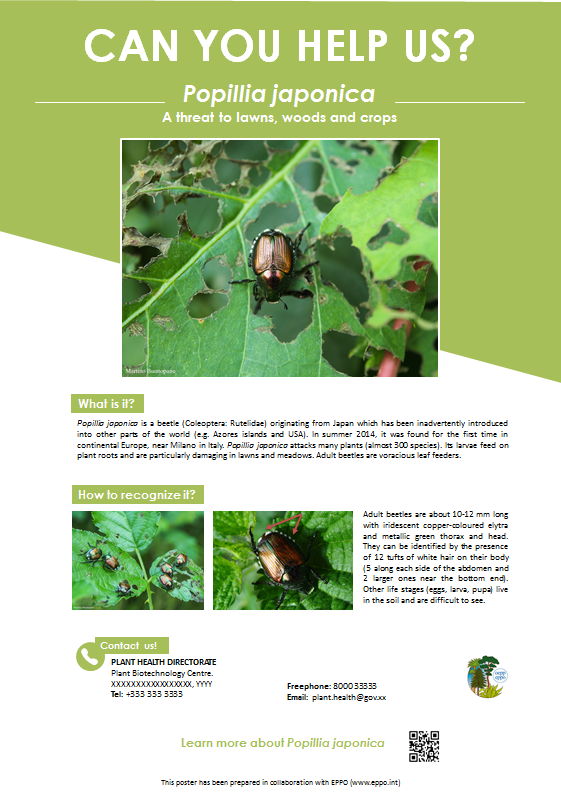 CAN YOU HELP US?
Popillia japonica
A threat to lawns, woods and crops
What is it?
Popillia japonica is a beetle (Coleoptera: Rutelidae) originating from Japan which has been inadvertently introduced
into other parts of the world (e.g. Azores islands and USA). In summer 2014, it was found for the first time in
continental Europe, near Milano in Italy. Popillia japonica attacks many plants (almost 300 species). Its larvae feed on
plant roots and are particularly damaging in lawns and meadows. Adult beetles are voracious leaf feeders.
How to recognize it?
Adult beetles are about 10-12 mm long
with iridescent copper-coloured elytra
and metallic green thorax and head.
They can be identified by the presence
of 12 tufts of white hair on their body
(5 along each side of the abdomen and
2 larger ones near the bottom end).
Other life stages (eggs, larva, pupa) live
in the soil and are difficult to see.
Contact us!
PLANT HEALTH DIRECTORATE
Plant Biotechnology Centre.
XXXXXXXXXXXXXXXXX, YYYY
Tel: +333 333 3333
Freephone: 8000 33333
Email: plant.health@gov.xx
eppo
Learn more about Popillia japonica
This poster has been prepared in collaboration with EPPO (www.eppo.int)